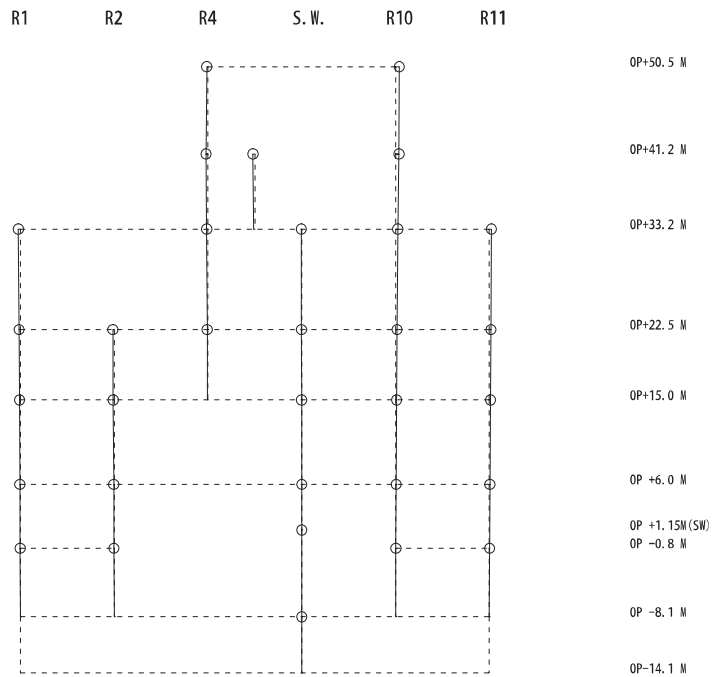 R1 R2 R4 S.W. R10 R11
OP+50.5 M
OP+41.2 M
OP+33.2 M
OP+22.5 M
OP+15.0 M
OP +6.0 M
OP +1.15M(SW)
OP -0.8 M
OP -8.1 M
OP-14.1 M